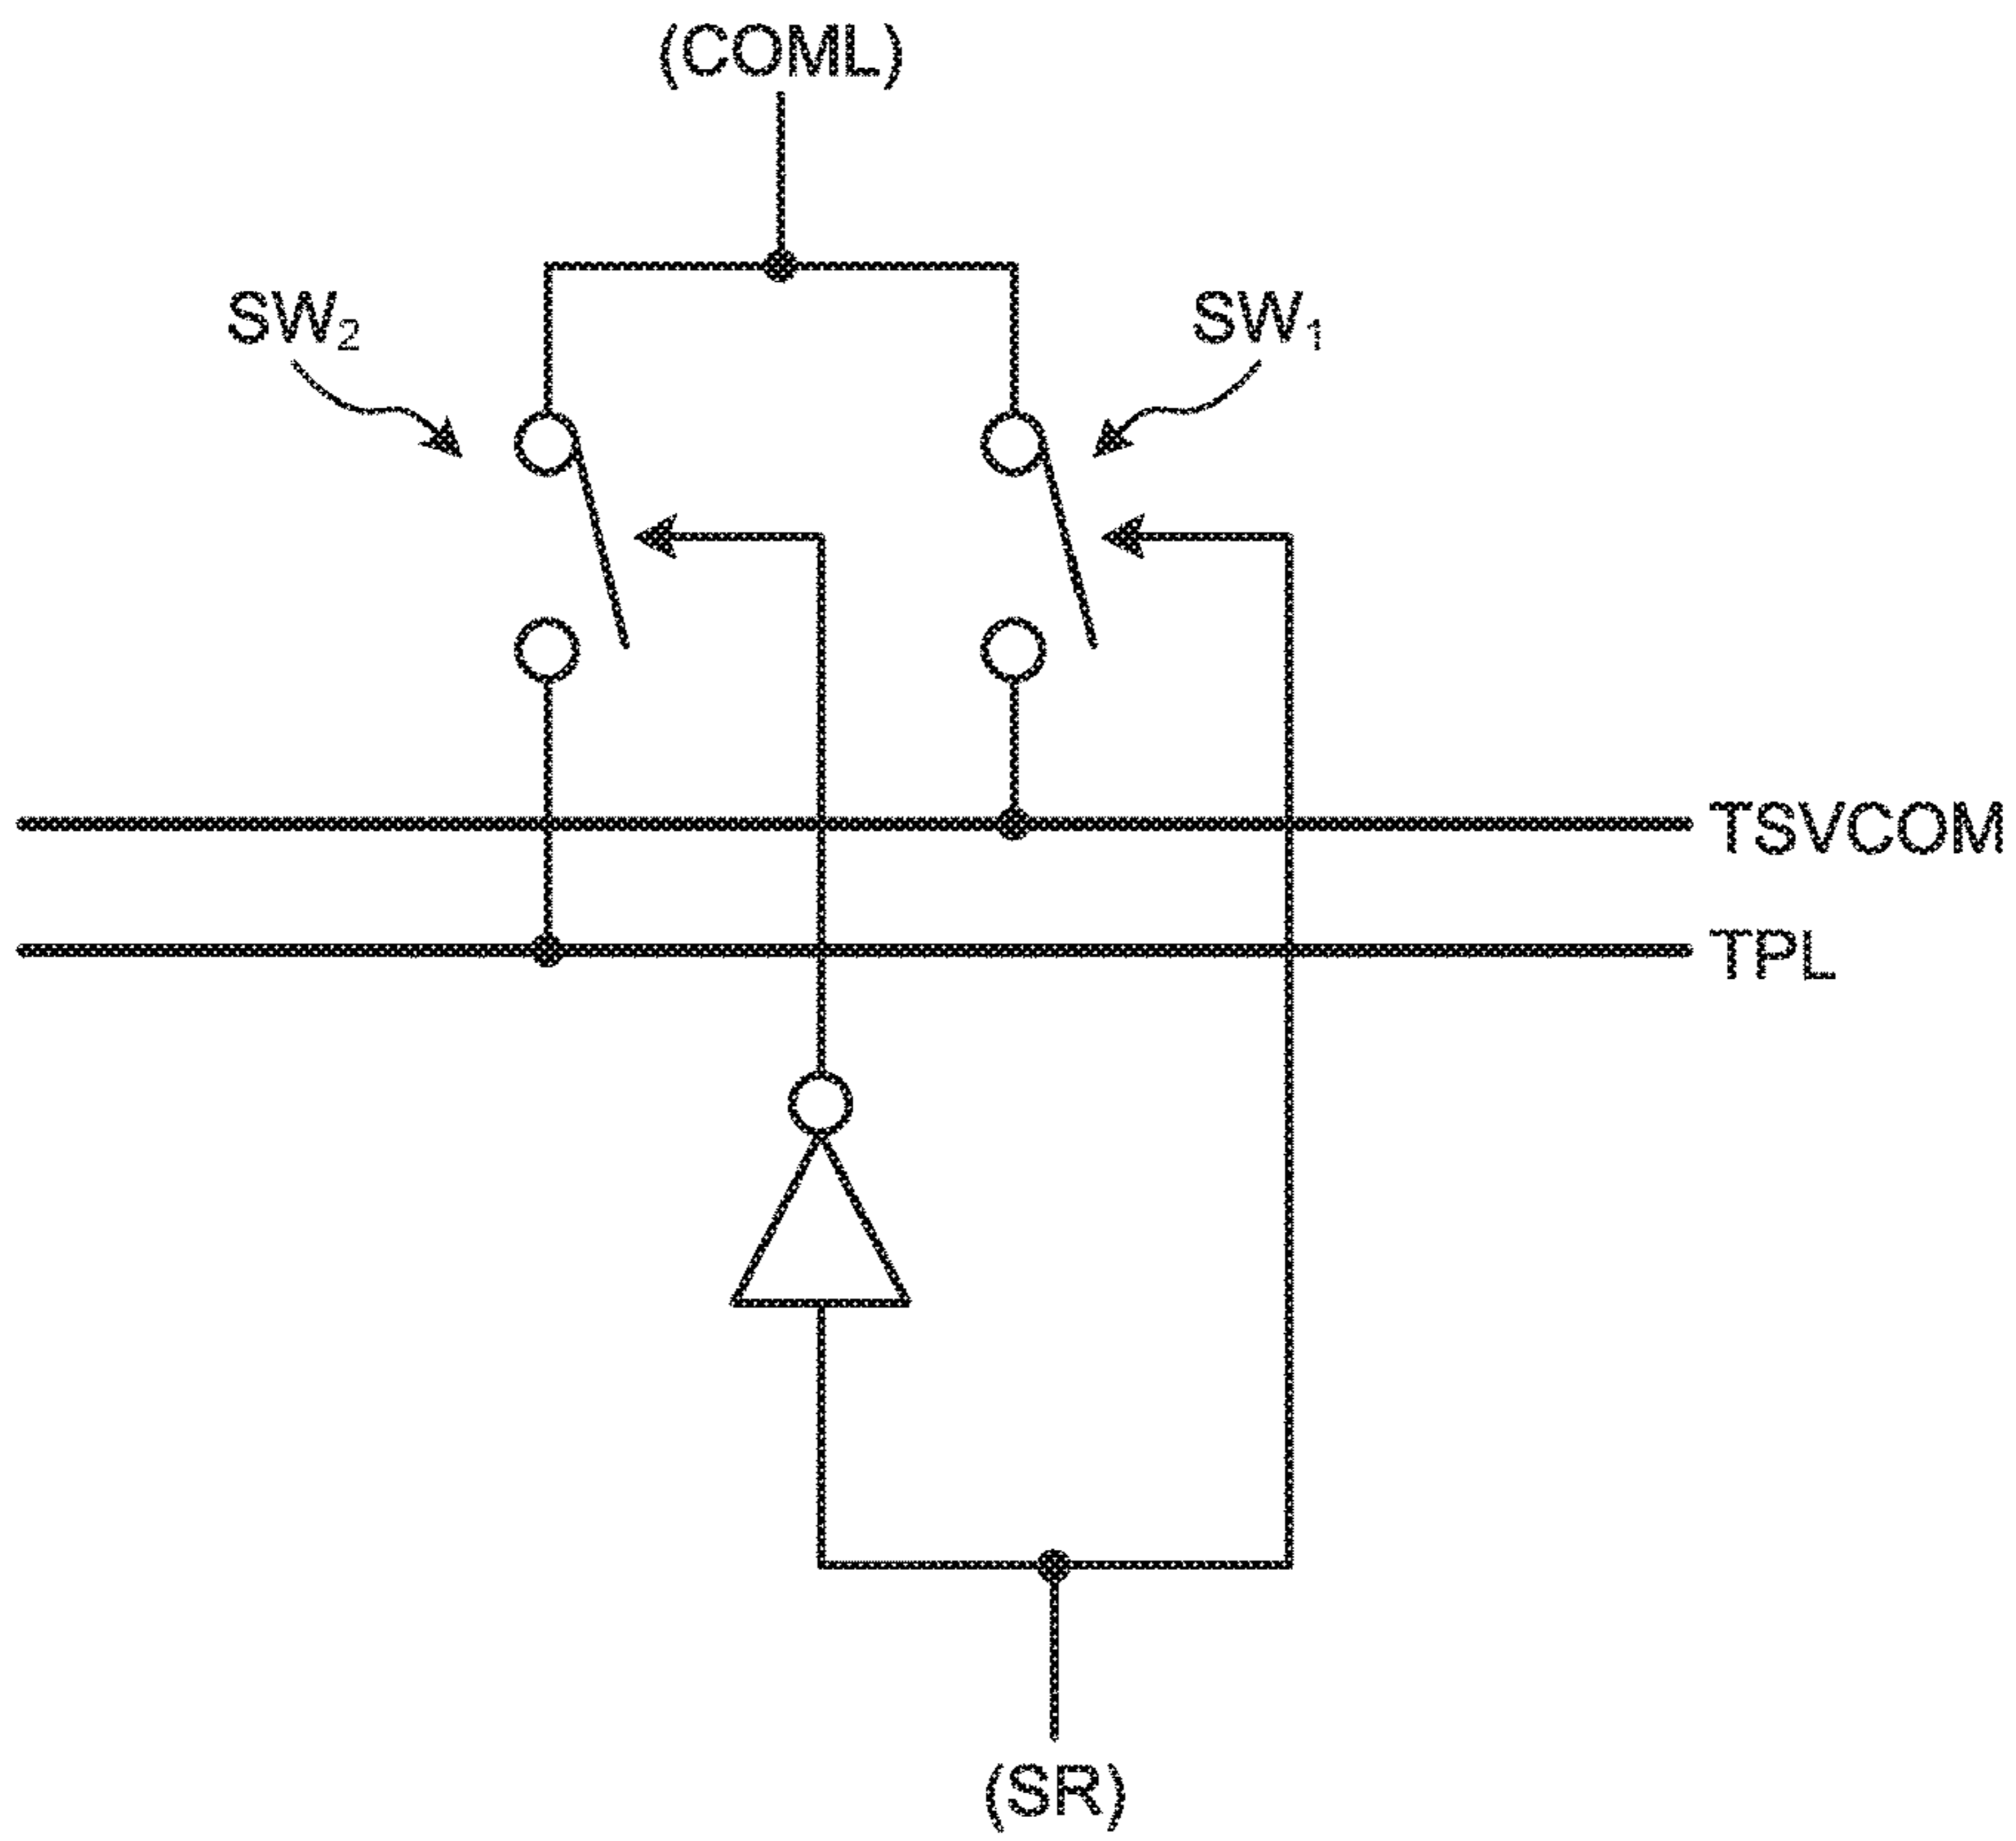 (COML)
SW₂
SW₁
TSVCOM
TPL
(SR)